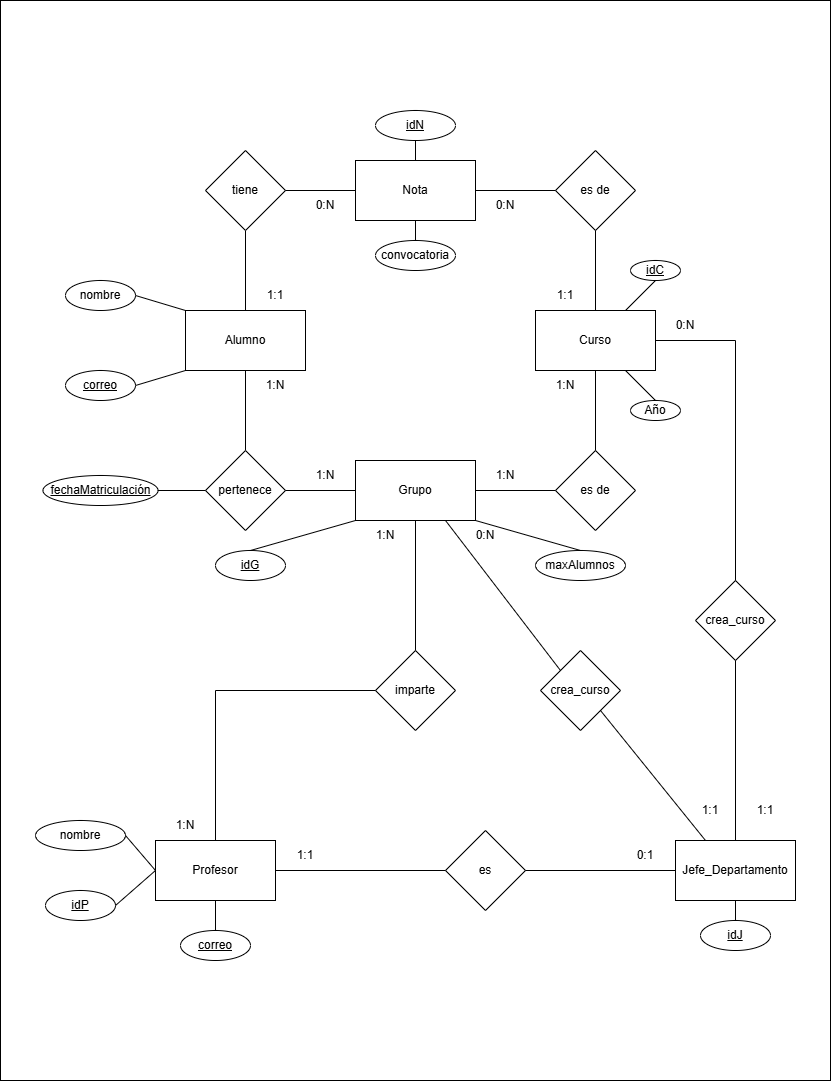 idN
tiene
Nota
es de
0:N
0:N
convocatoria
idC
nombre
1:1
1:1
0:N
Alumno
Curso
correo
1:N
1:N
Año
fechaMatriculación
pertenece
1:N
Grupo
1:N
es de
1:N
0:N
idG
maxAlumnos
crea_curso
imparte
crea_curso
1:1
1:1
1:N
nombre
1:1
0:1
Profesor
es
Jefe_Departamento
idP
correo
idJ